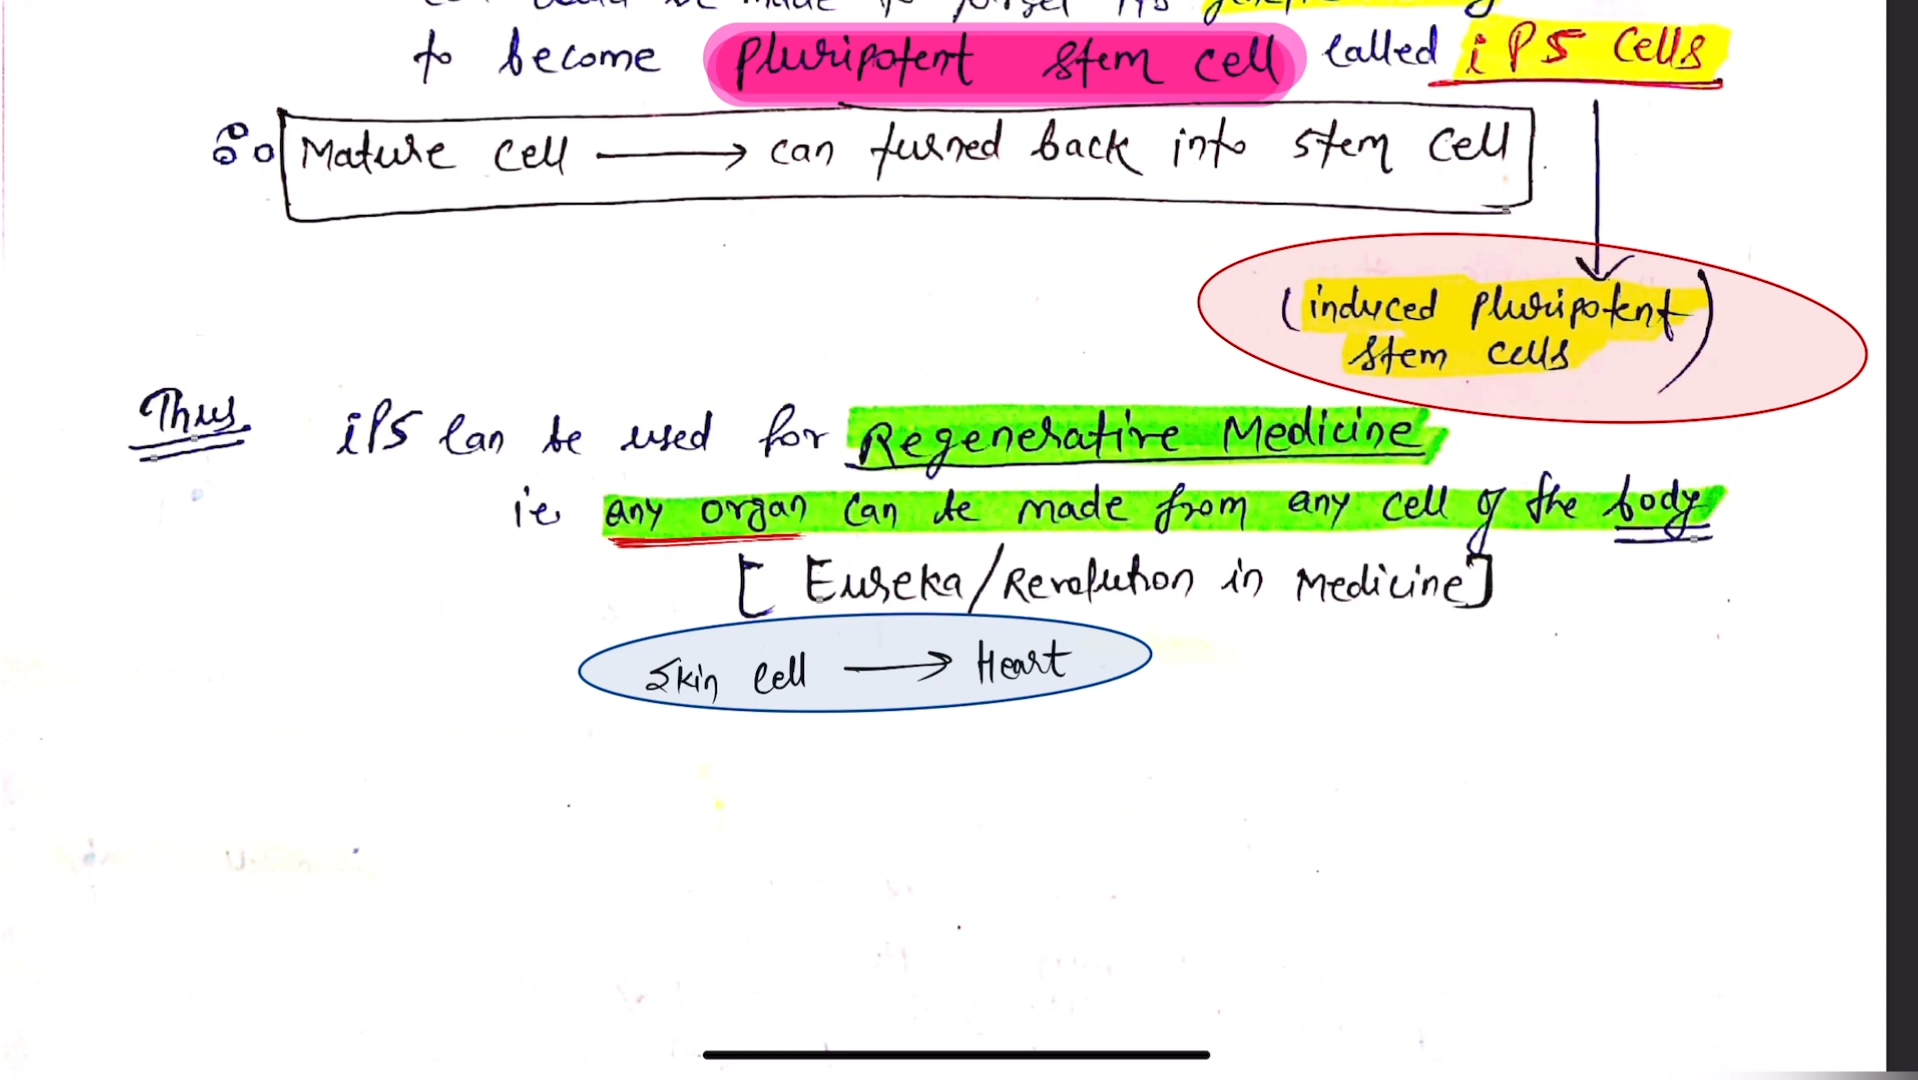 to become Pluripotent stem cell called iPS Cells
Mature cell → can turned back into stem cell
(induced pluripotent
stem cells)
Thus iPS can be used for Regenerative Medicine
ie any organ can be made from any cell of the body
[Eureka/Revolution in Medicine]
Skin cell → Heart